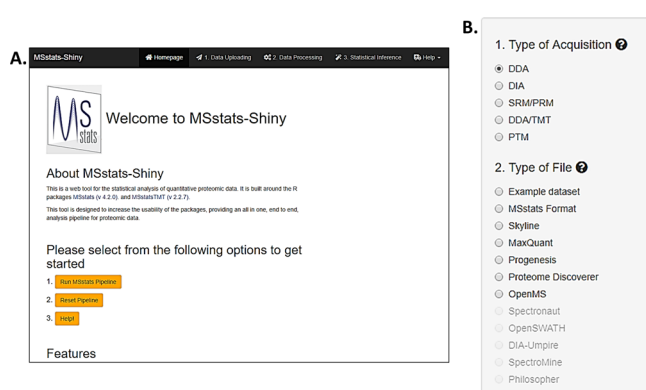 A.
MSstats-Shiny
Homepage
1. Data Uploading
2. Data Processing
3. Statistical Inference
Help
MS
stats
Welcome to MSstats-Shiny
About MSstats-Shiny
This is a web tool for the statistical analysis of quantitative proteomic data. It is built around the R
packages MSstats (v 4.2.0). and MSstatsTMT (v 2.2.7).
This tool is designed to increase the usability of the packages, providing an all in one, end to end,
analysis pipeline for proteomic data.
Please select from the following options to get
started
1. Run MSstats Pipeline
2. Reset Pipeline
3. Help!
Features
B.
1. Type of Acquisition ?
DDA
DIA
SRM/PRM
DDA/TMT
PTM
2. Type of File ?
Example dataset
MSstats Format
Skyline
MaxQuant
Progenesis
Proteome Discoverer
OpenMS
Spectronaut
OpenSWATH
DIA-Umpire
SpectroMine
Philosopher